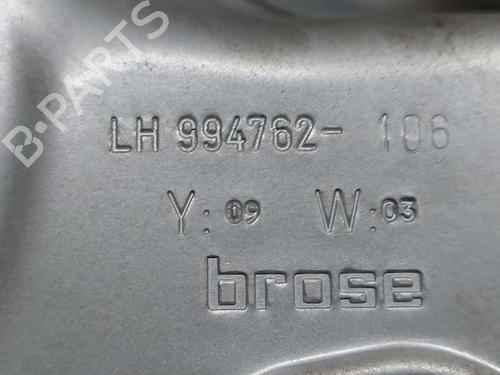 B-PARTS
LH 994762- 106
Y:09 W:03
brose